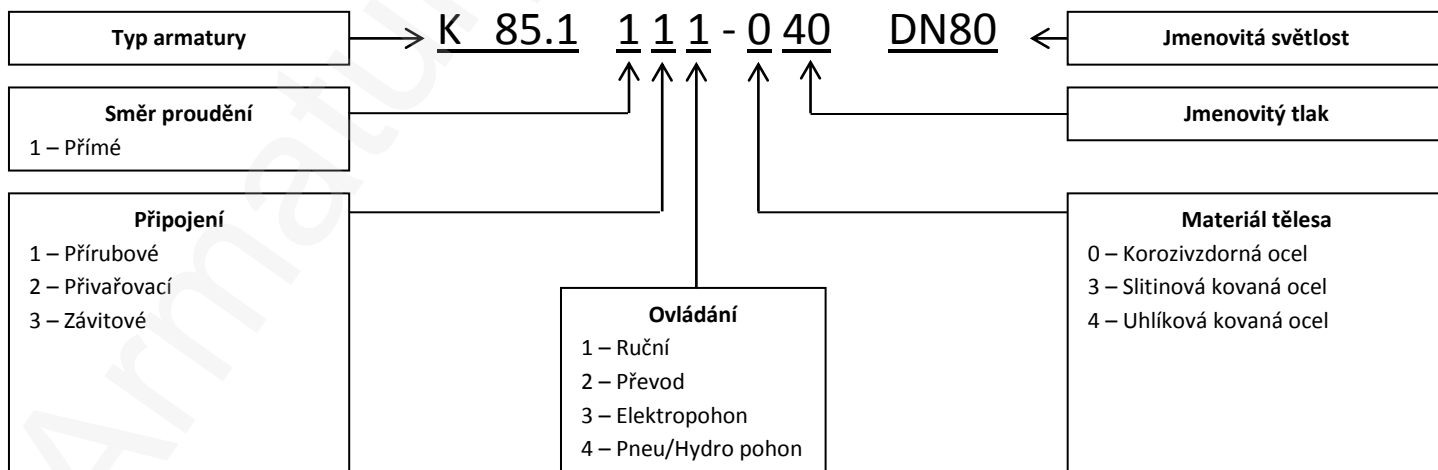 Typ armatury
K 85.1 1 1 1 - 0 40 DN80
Jmenovitá světlost
Směr proudění
1 – Přímé
Jmenovitý tlak
Připojení
1 – Přírubové
2 – Přivařovací
3 – Závitové
Ovládání
1 – Ruční
2 – Převod
3 – Elektropohon
4 – Pneu/Hydro pohon
Materiál tělesa
0 – Korozivzdorná ocel
3 – Slitinová kovaná ocel
4 – Uhlíková kovaná ocel
Armatu